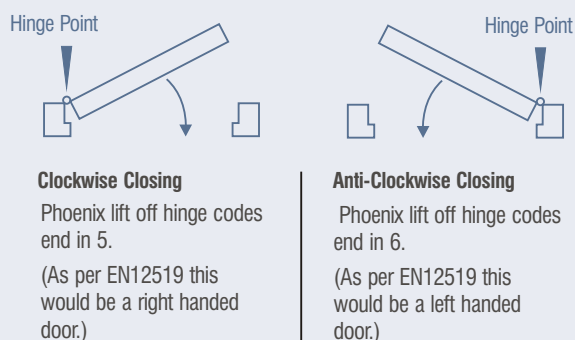 Hinge Point
Hinge Point
Clockwise Closing
Phoenix lift off hinge codes
end in 5.
(As per EN12519 this
would be a right handed
door.)
Anti-Clockwise Closing
Phoenix lift off hinge codes
end in 6.
(As per EN12519 this
would be a left handed
door.)